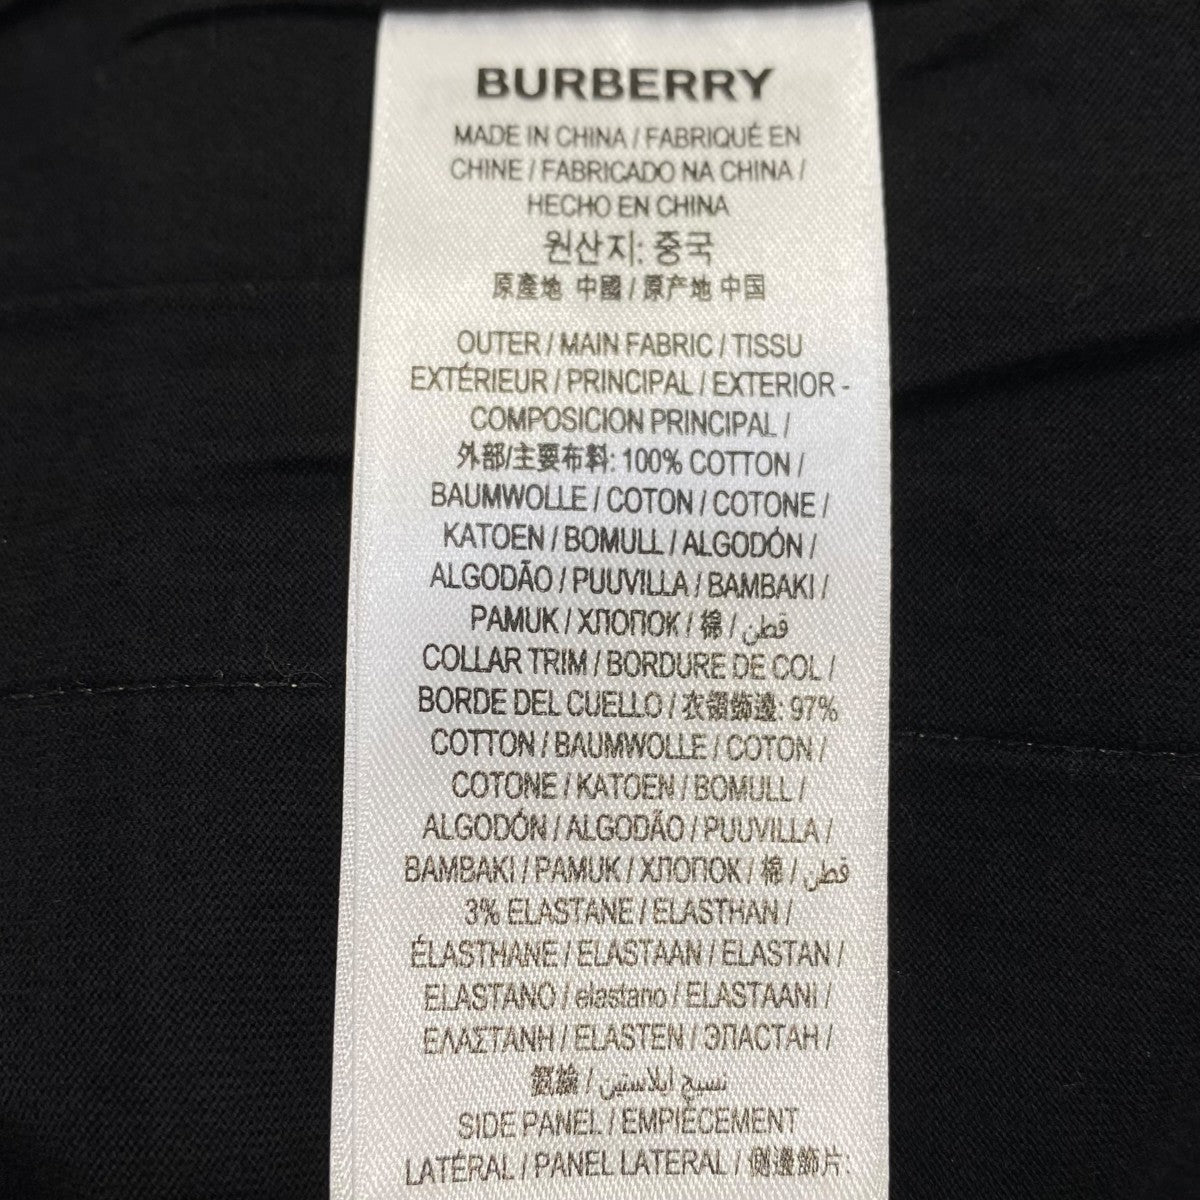 BURBERRY
MADE IN CHINA / FABRIQUÉ EN
CHINE / FABRICADO NA CHINA /
HECHO EN CHINA
원산지: 중국
原產地 中國 / 原产地 中国
OUTER / MAIN FABRIC / TISSU
EXTÉRIEUR / PRINCIPAL / EXTERIOR -
COMPOSICION PRINCIPAL /
外部/主要布料: 100% COTTON /
BAUMWOLLE / COTON / COTONE /
KATOEN / BOMULL / ALGODÓN /
ALGODÃO / PUUVILLA / BAMBAKI /
PAMUK / ХЛОПОК / 棉 / قطن
COLLAR TRIM / BORDURE DE COL /
BORDE DEL CUELLO / 衣領飾邊: 97%
COTTON / BAUMWOLLE / COTON /
COTONE / KATOEN / BOMULL /
ALGODÓN / ALGODÃO / PUUVILLA /
BAMBAKI / PAMUK / ХЛОПОК / 棉 / قطن
3% ELASTANE / ELASTHAN /
ÉLASTHANE / ELASTAAN / ELASTAN /
ELASTANO / elastano / ELASTAANI /
ΕΛΑΣΤΑΝΗ / ELASTEN / ЭЛАСТАН /
氨綸 / نسيج ايلاستين
SIDE PANEL / EMPIÈCEMENT
LATÉRAL / PANEL LATERAL / 側邊飾片: